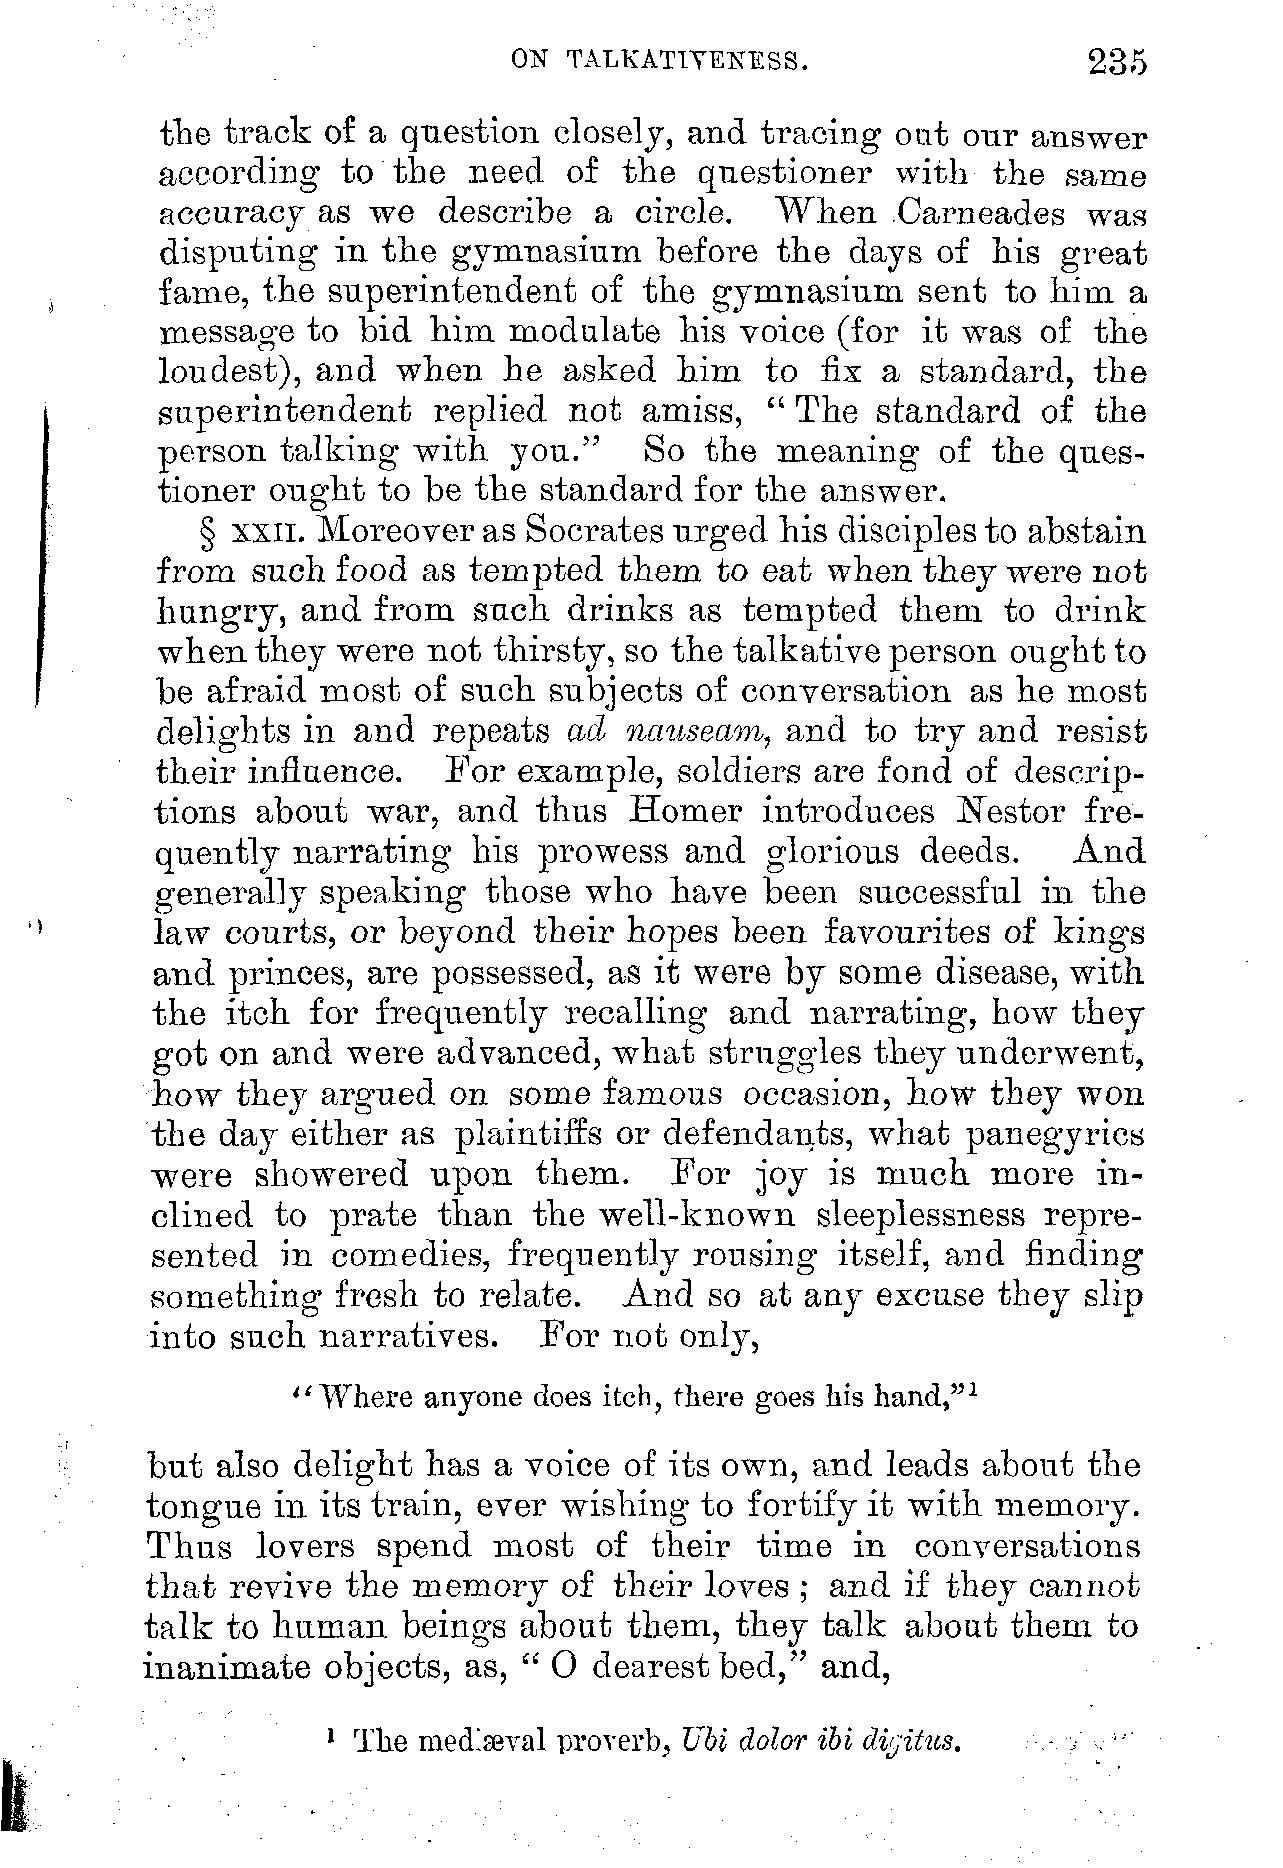 ON TALKATIVENESS. 235
the track of a question closely, and tracing out our answer
according to the need of the questioner with the same
accuracy as we describe a circle. When Carneades was
disputing in the gymnasium before the days of his great
fame, the superintendent of the gymnasium sent to him a
message to bid him modulate his voice (for it was of the
loudest), and when he asked him to fix a standard, the
superintendent replied not amiss, “The standard of the
person talking with you.” So the meaning of the ques-
tioner ought to be the standard for the answer.
§ XXII. Moreover as Socrates urged his disciples to abstain
from such food as tempted them to eat when they were not
hungry, and from such drinks as tempted them to drink
when they were not thirsty, so the talkative person ought to
be afraid most of such subjects of conversation as he most
delights in and repeats ad nauseam, and to try and resist
their influence. For example, soldiers are fond of descrip-
tions about war, and thus Homer introduces Nestor fre-
quently narrating his prowess and glorious deeds. And
generally speaking those who have been successful in the
law courts, or beyond their hopes been favourites of kings
and princes, are possessed, as it were by some disease, with
the itch for frequently recalling and narrating, how they
got on and were advanced, what struggles they underwent,
how they argued on some famous occasion, how they won
the day either as plaintiffs or defendants, what panegyrics
were showered upon them. For joy is much more in-
clined to prate than the well-known sleeplessness repre-
sented in comedies, frequently rousing itself, and finding
something fresh to relate. And so at any excuse they slip
into such narratives. For not only,
“Where anyone does itch, there goes his hand,”¹
but also delight has a voice of its own, and leads about the
tongue in its train, ever wishing to fortify it with memory.
Thus lovers spend most of their time in conversations
that revive the memory of their loves; and if they cannot
talk to human beings about them, they talk about them to
inanimate objects, as, “O dearest bed,” and,
¹ The mediæval proverb, Ubi dolor ibi digitus.